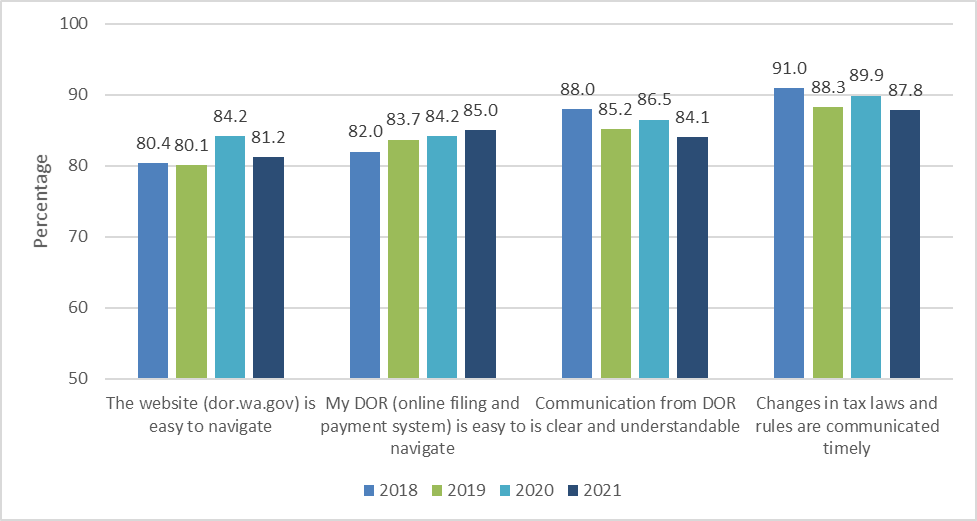 100
90
80
70
60
50
Percentage
80.4 80.1 84.2 81.2
82.0 83.7 84.2 85.0
88.0 85.2 86.5 84.1
91.0 88.3 89.9 87.8
The website (dor.wa.gov) is
easy to navigate
My DOR (online filing and
payment system) is easy to
navigate
Communication from DOR
is clear and understandable
Changes in tax laws and
rules are communicated
timely
2018 2019 2020 2021